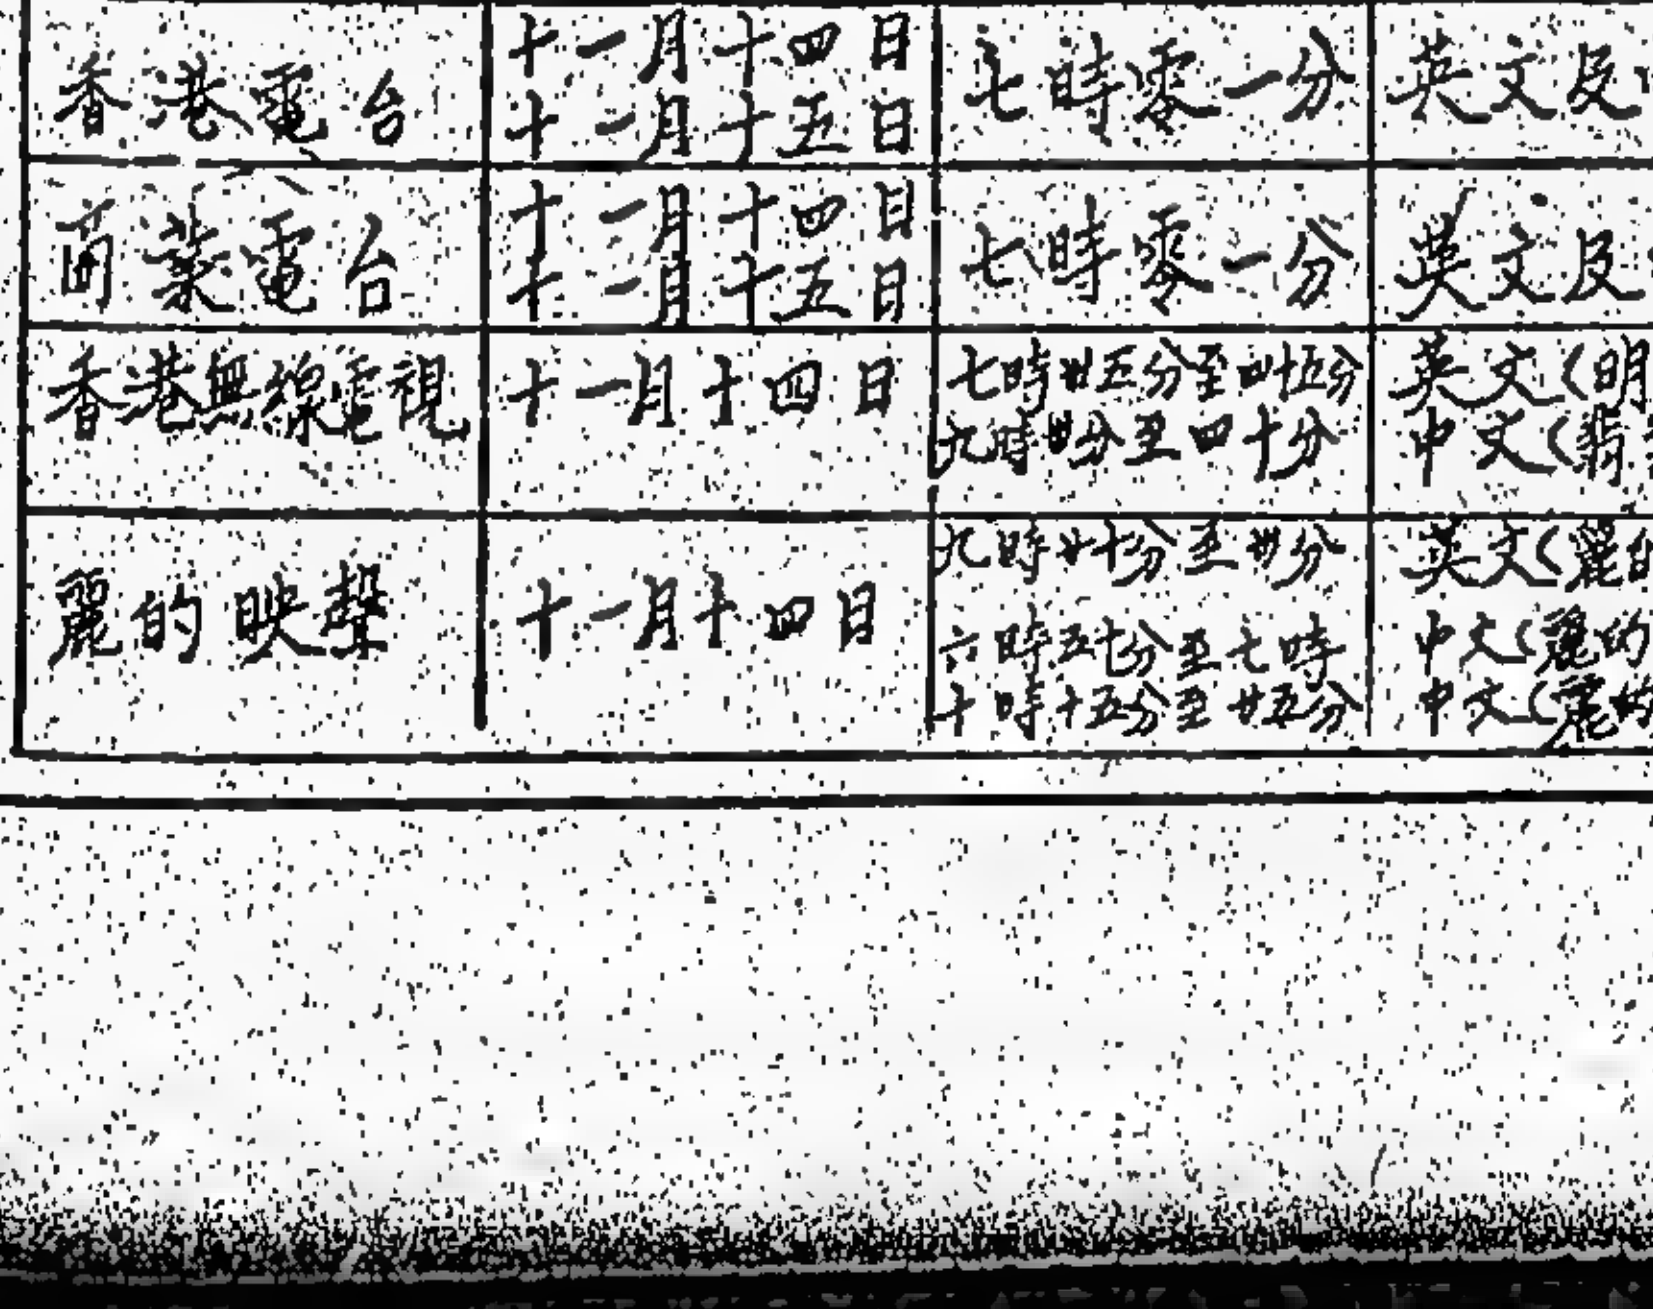 香港電台
十一月十四日
十一月十五日
七時零一分
英文及
商業電台
十一月十四日
十一月十五日
七時零一分
英文及
香港無線電視
十一月十四日
七時廿五分至卅五分
九時卅分至四十分
英文(明
中文(翡
麗的映聲
十一月十四日
九時廿七分至卅分
六時五十分至七時
十時十五分至廿五分
英文(麗的
中文(麗的
中文(麗的